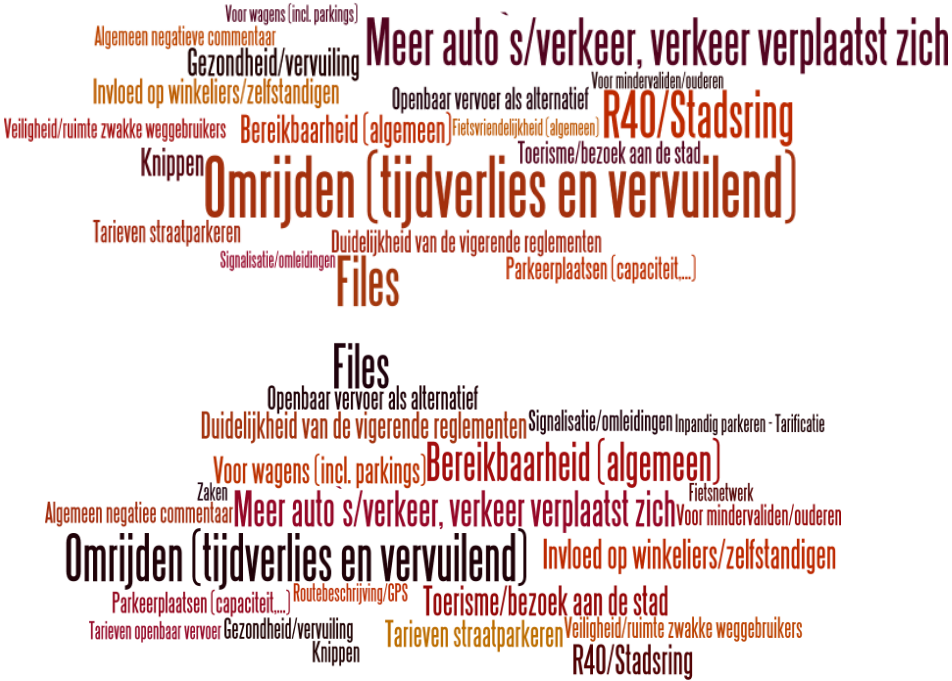 Voor wagens (incl. parkings)
Algemeen negatieve commentaar
Meer auto`s/verkeer, verkeer verplaatst zich
Gezondheid/vervuiling
Voor mindervaliden/ouderen
Invloed op winkeliers/zelfstandigen
Openbaar vervoer als alternatief
R40/Stadsring
Veiligheid/ruimte zwakke weggebruikers
Bereikbaarheid (algemeen)
Fietsvriendelijkheid (algemeen)
Toerisme/bezoek aan de stad
Knippen
Omrijden (tijdverlies en vervuilend)
Tarieven straatparkeren
Duidelijkheid van de vigerende reglementen
Signalisatie/omleidingen
Parkeerplaatsen (capaciteit,...)
Files
Files
Openbaar vervoer als alternatief
Duidelijkheid van de vigerende reglementen
Signalisatie/omleidingen
Inpandig parkeren - Tarificatie
Voor wagens (incl. parkings)
Bereikbaarheid (algemeen)
Zaken
Fietsnetwerk
Algemeen negatiee commentaar
Meer auto`s/verkeer, verkeer verplaatst zich
Voor mindervaliden/ouderen
Omrijden (tijdverlies en vervuilend)
Invloed op winkeliers/zelfstandigen
Parkeerplaatsen (capaciteit,...)
Routebeschrijving/GPS
Toerisme/bezoek aan de stad
Tarieven openbaar vervoer
Gezondheid/vervuiling
Tarieven straatparkeren
Veiligheid/ruimte zwakke weggebruikers
Knippen
R40/Stadsring